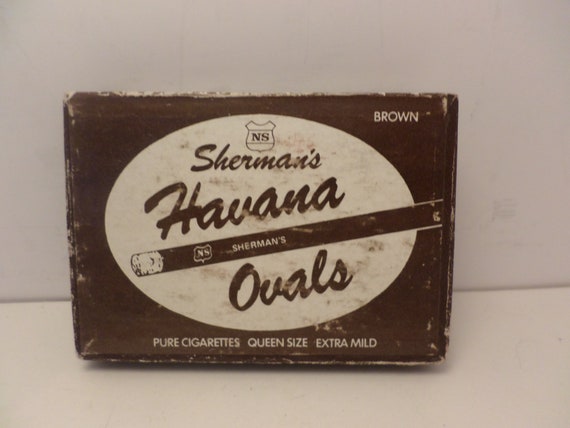 BROWN
NS
Sherman's
Havana
NS SHERMAN'S
Ovals
PURE CIGARETTES QUEEN SIZE EXTRA MILD